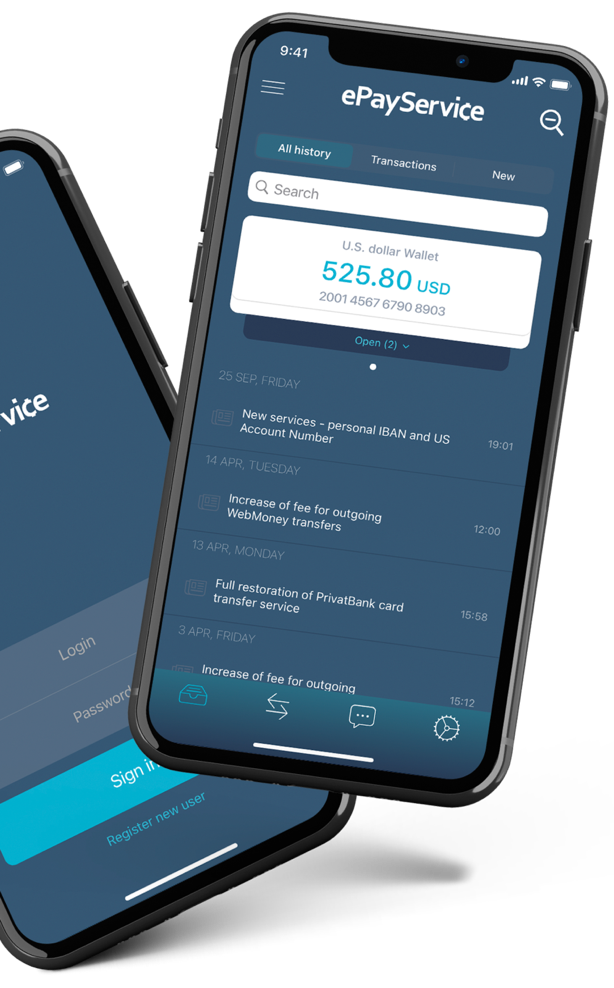 9:41
ePayService
All history
Transactions
New
Search
U.S. dollar Wallet
525.80 USD
2001 4567 6790 8903
Open (2)
25 SEP, FRIDAY
New services - personal IBAN and US
Account Number
19:01
14 APR, TUESDAY
Increase of fee for outgoing
WebMoney transfers
12:00
13 APR, MONDAY
Full restoration of PrivatBank card
transfer service
15:58
3 APR, FRIDAY
Increase of fee for outgoing
15:12
Login
Password
Sign in
Register new user